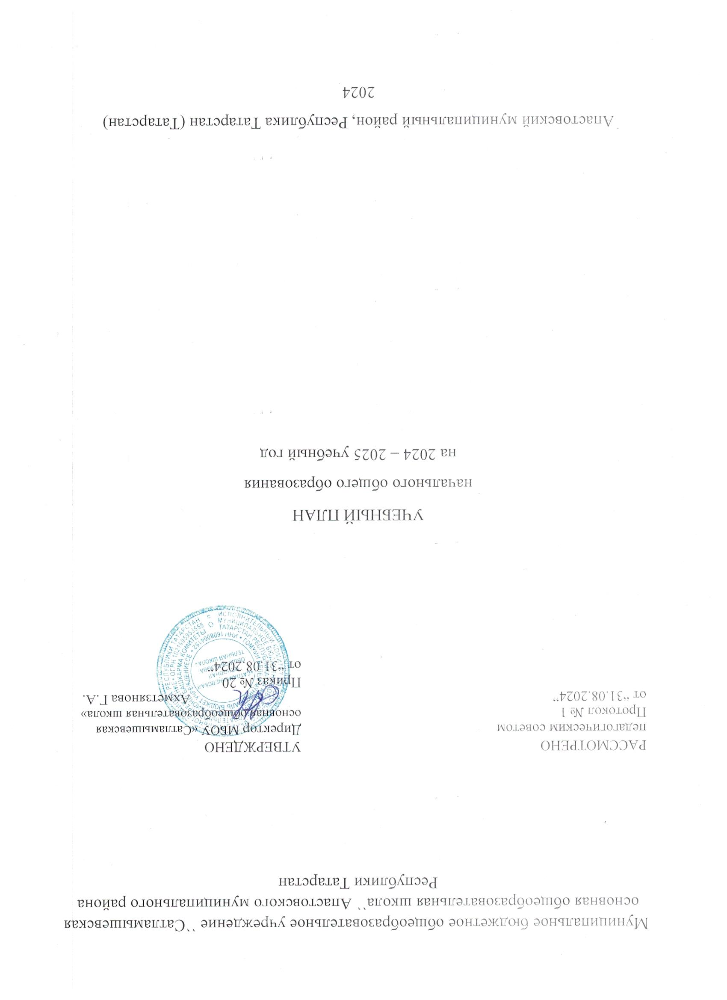 Муниципальное бюджетное общеобразовательное учреждение ``Сатламышевская
основная общеобразовательная школа`` Апастовского муниципального района
Республики Татарстан
РАССМОТРЕНО
педагогическим советом
Протокол № 1
от “31.08.2024“
УТВЕРЖДЕНО
Директор МБОУ «Сатламышевская
основная общеобразовательная школа»
Ахметзянова Г.А.
Приказ № 20
от “31.08.2024“
УЧЕБНЫЙ ПЛАН
начального общего образования
на 2024 – 2025 учебный год
Апастовский муниципальный район, Республика Татарстан (Татарстан)
2024